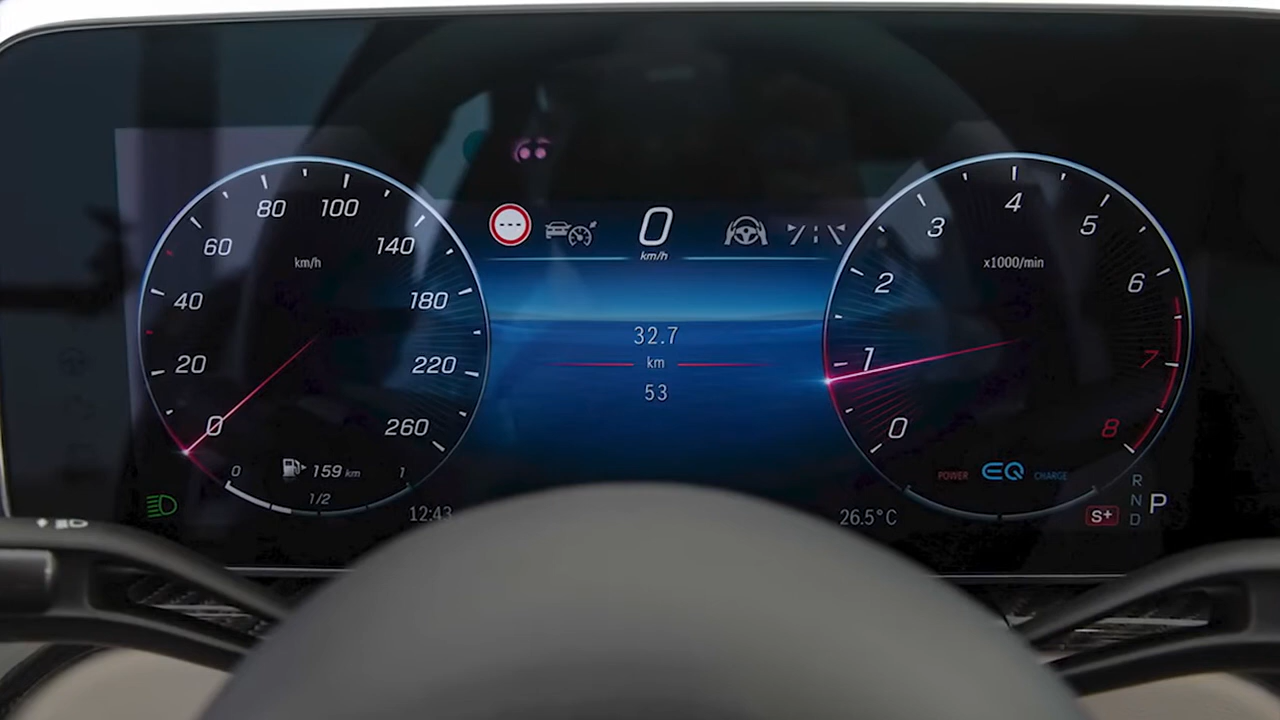 80 100
60 140
km/h
40 180
20 220
0 260
0 159 km 1
1/2
12:43
---
0
km/h
32.7
km
53
26.5°C
4
3 5
x1000/min
2 6
1 7
0 8
POWER EQ CHARGE
R
N P
D
S+